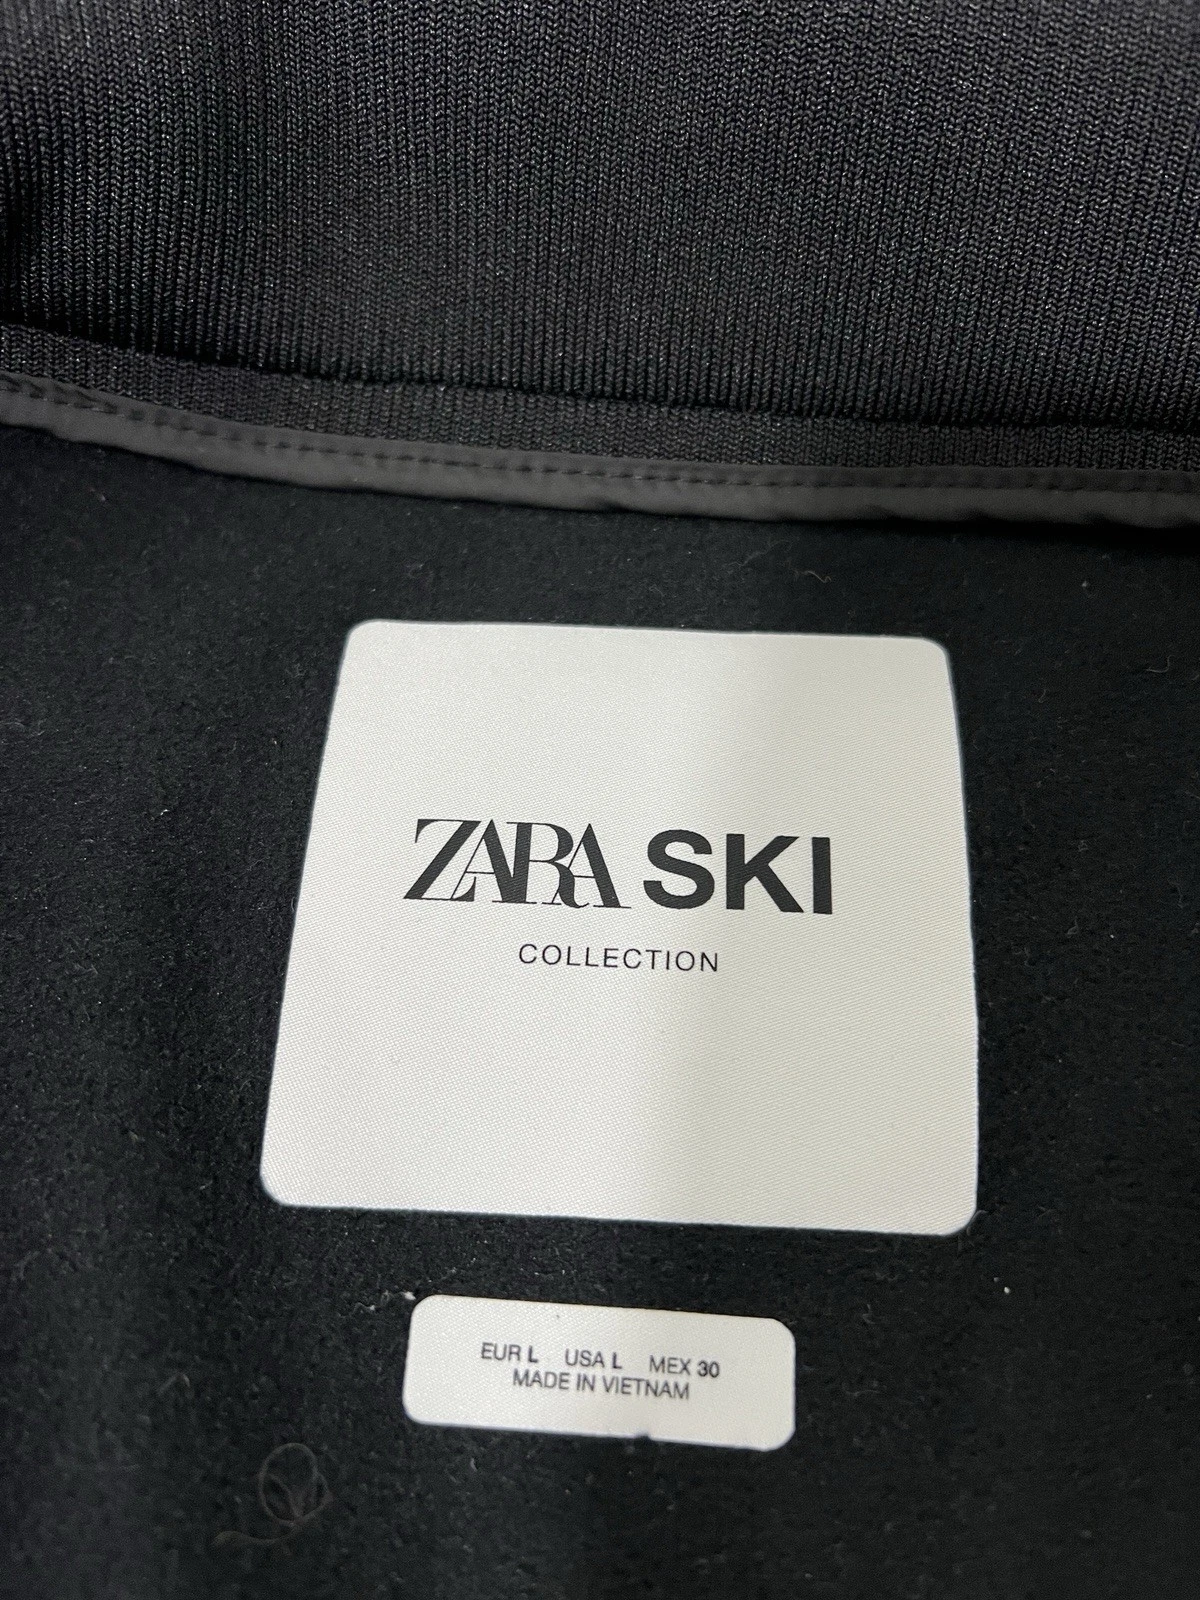 ZARA SKI
COLLECTION
EUR L USA L MEX 30
MADE IN VIETNAM